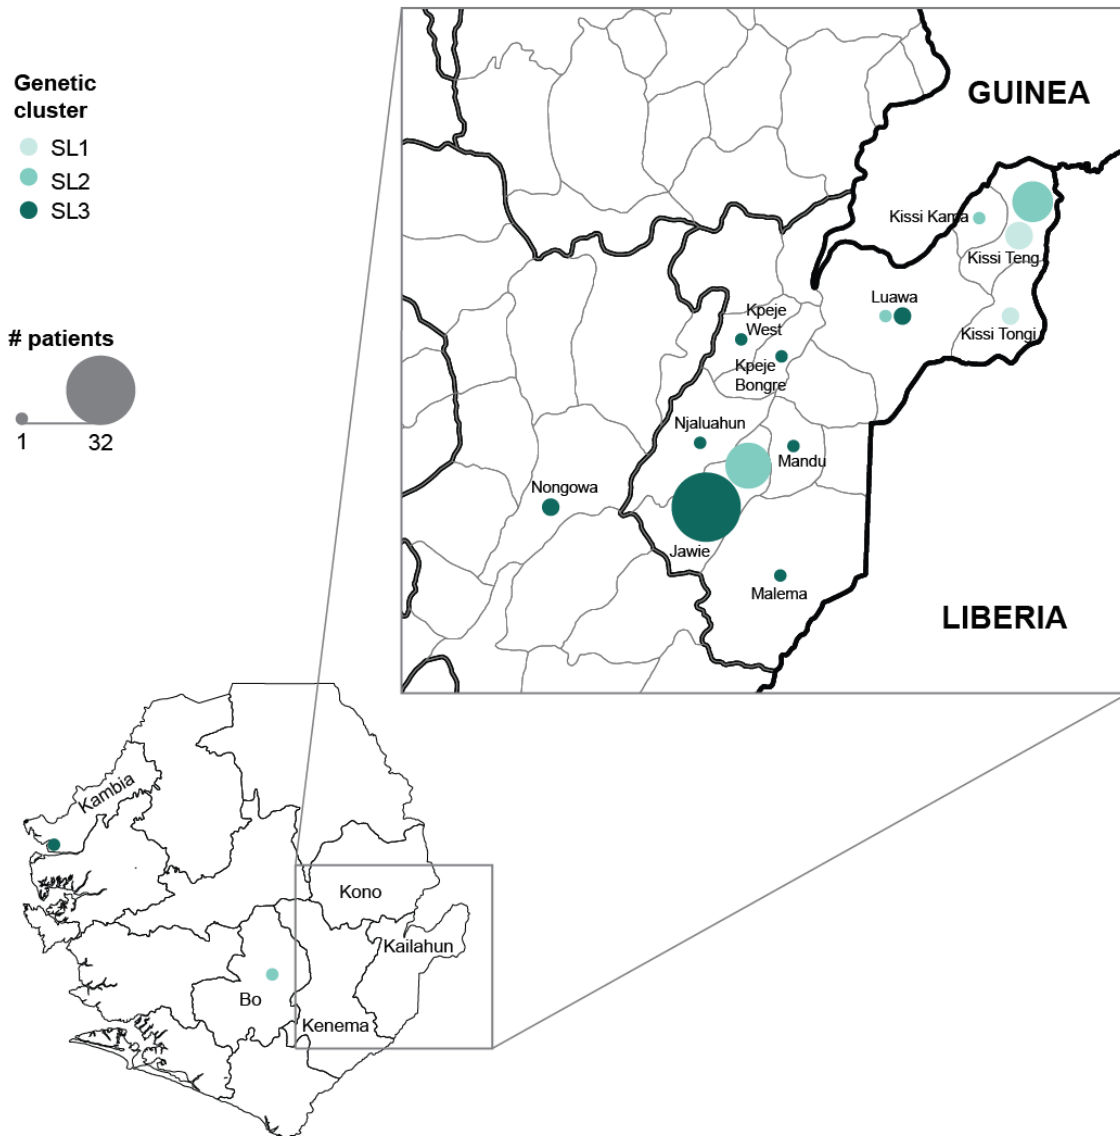 Genetic
cluster
SL1
SL2
SL3
# patients
1
32
GUINEA
Kissi Kama
Kissi Teng
Luawa
Kissi Tongi
Kpeje
West
Kpeje
Bongre
Njaluahun
Mandu
Nongowa
Jawie
Malema
LIBERIA
Kambia
Kono
Kailahun
Bo
Kenema